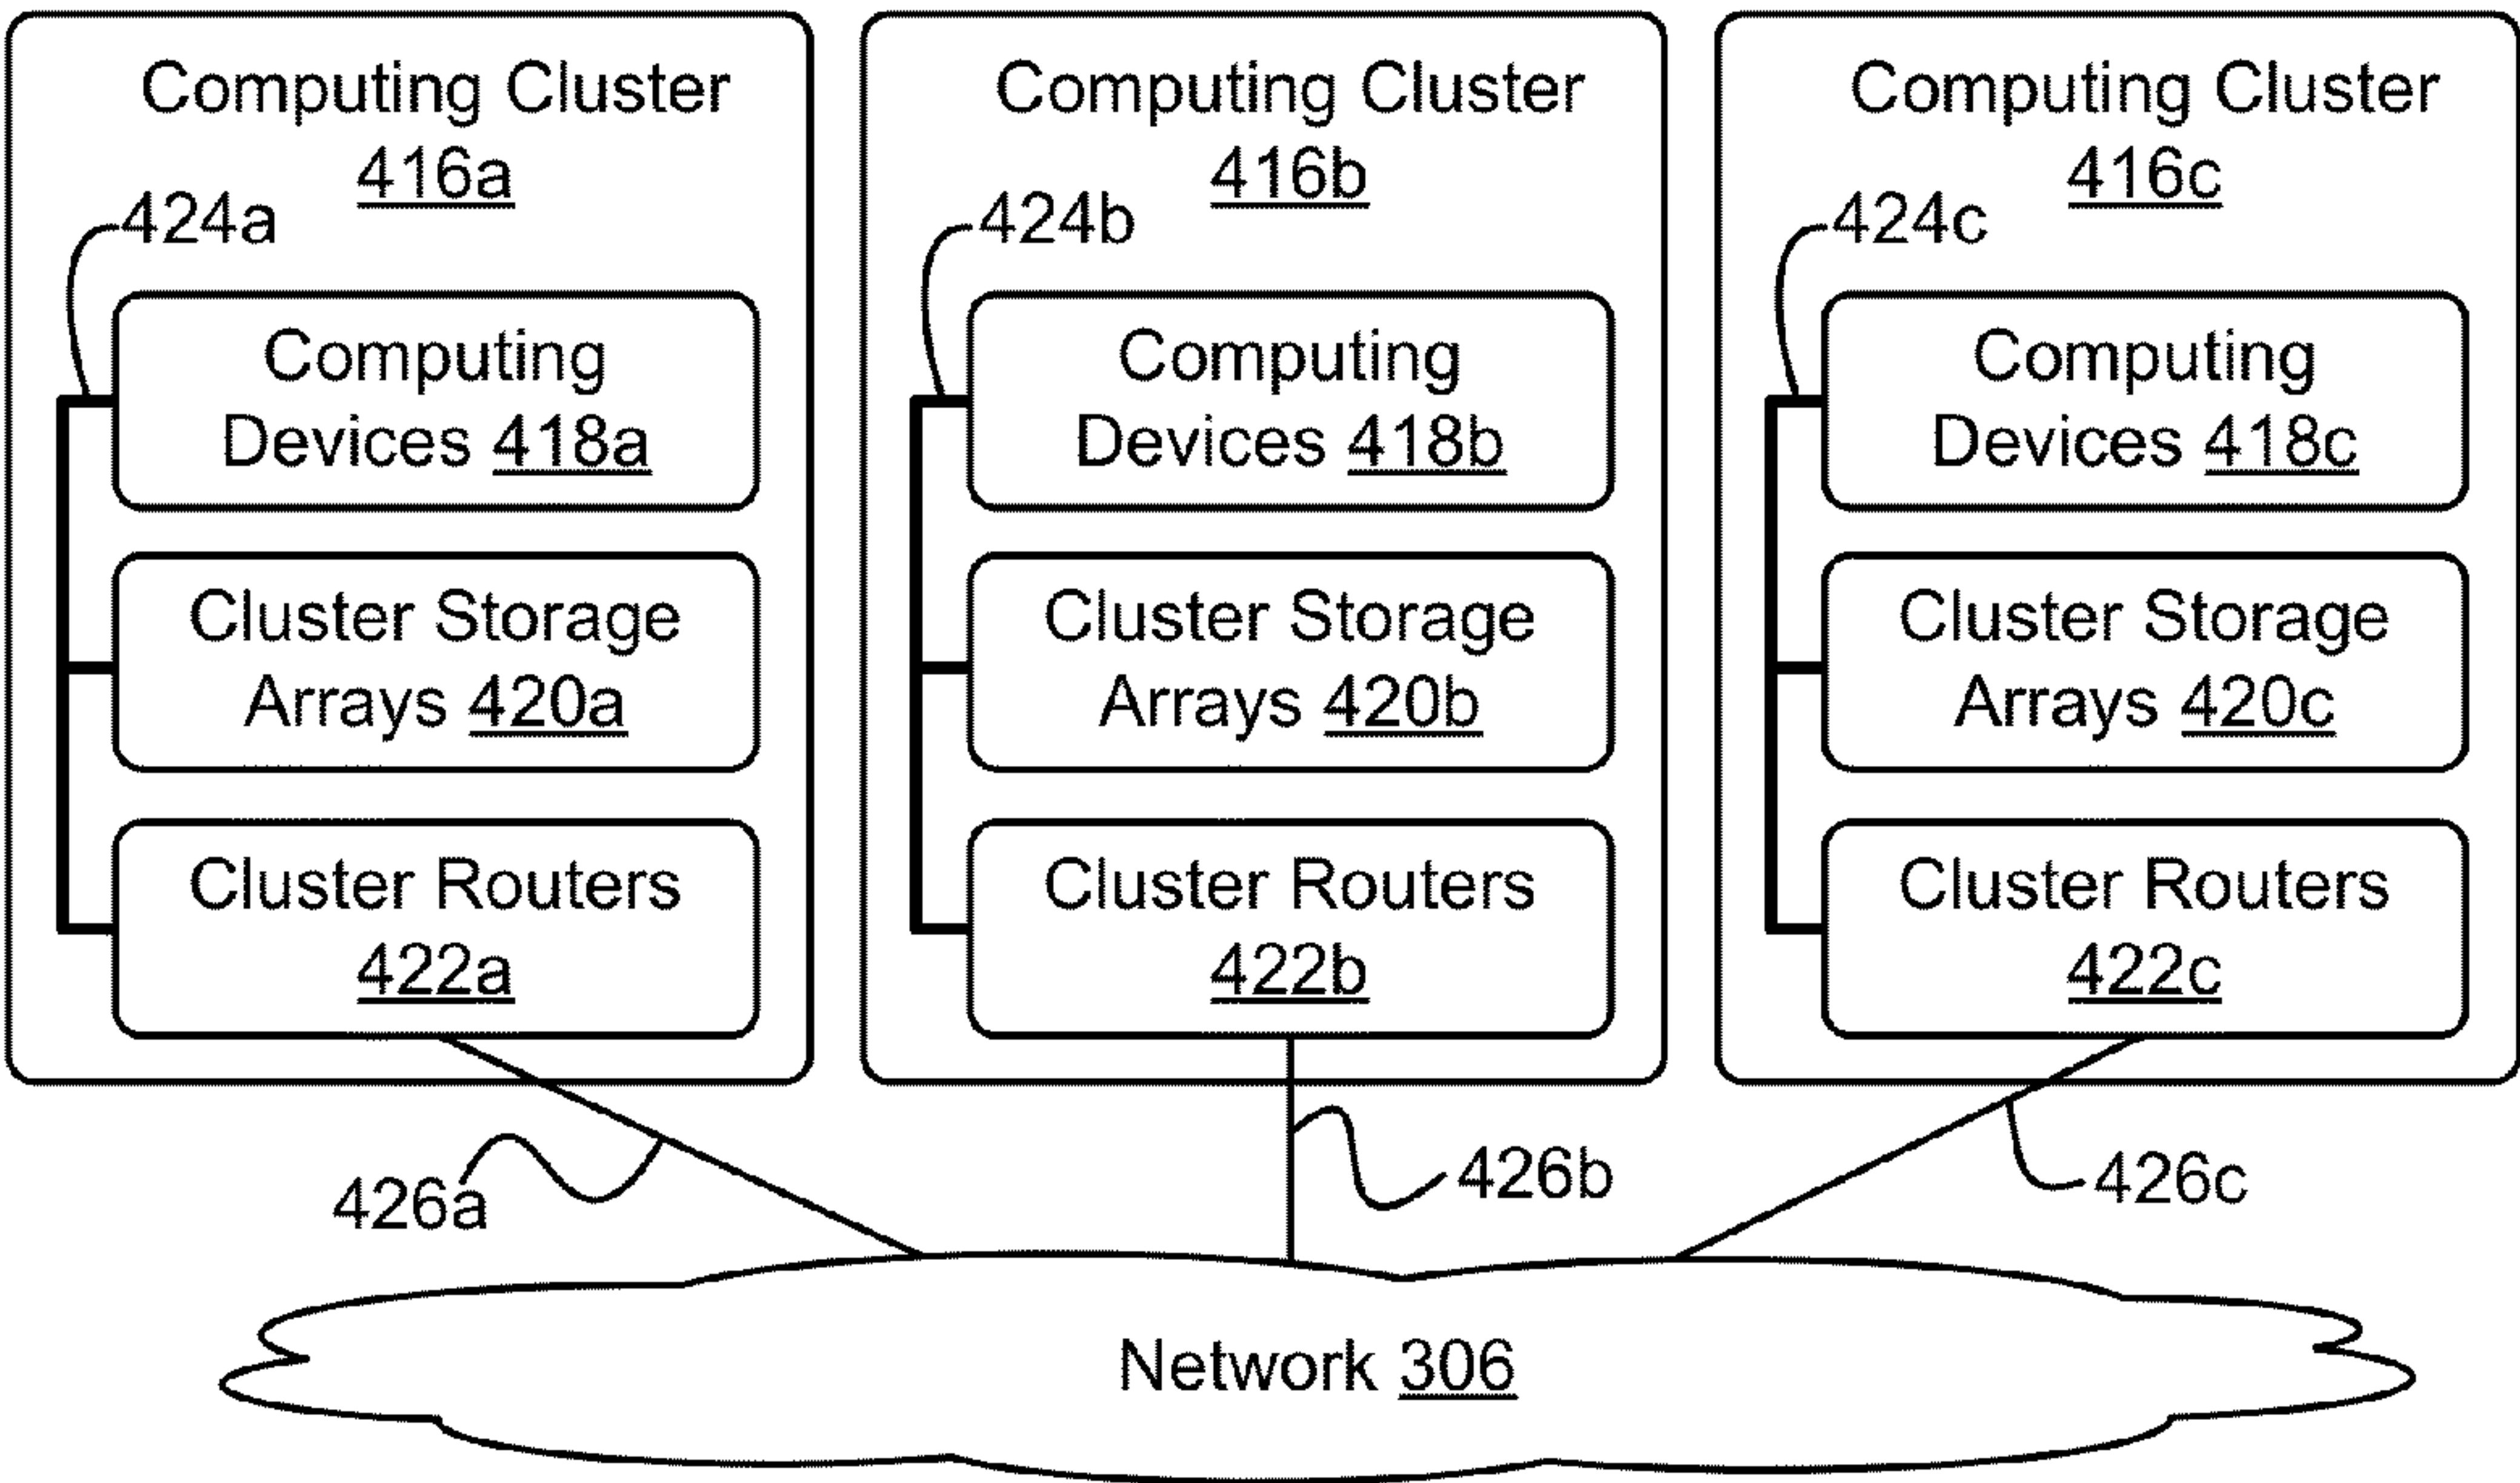 Computing Cluster
416a
424a
Computing
Devices 418a
Cluster Storage
Arrays 420a
Cluster Routers
422a
Computing Cluster
416b
424b
Computing
Devices 418b
Cluster Storage
Arrays 420b
Cluster Routers
422b
Computing Cluster
416c
424c
Computing
Devices 418c
Cluster Storage
Arrays 420c
Cluster Routers
422c
426a
426b
426c
Network 306